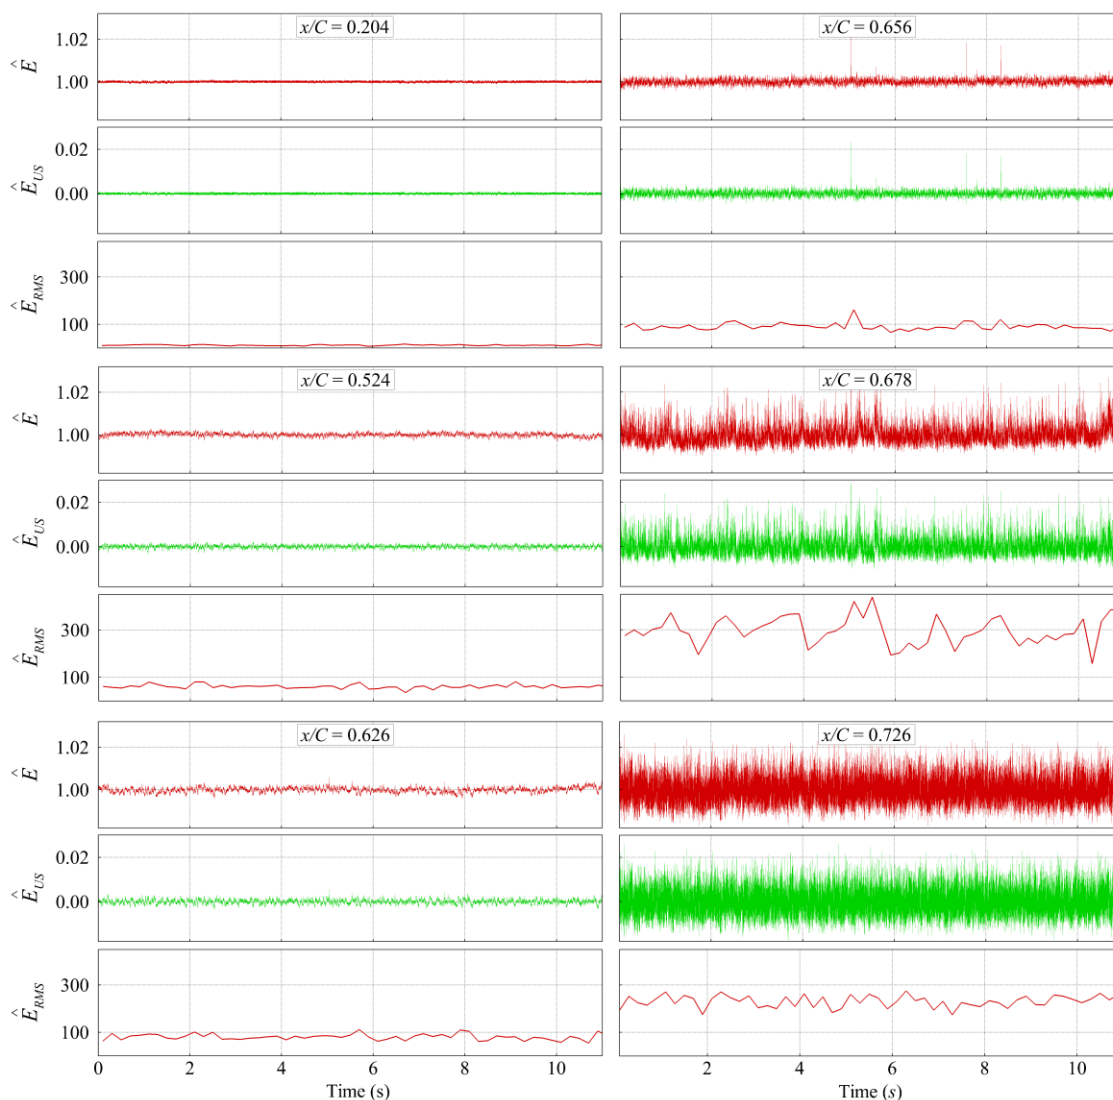 x/C = 0.204
1.02
1.00
Ê
0.02
0.00
Ê_US
300
100
Ê_RMS
x/C = 0.524
1.02
1.00
Ê
0.02
0.00
Ê_US
300
100
Ê_RMS
x/C = 0.626
1.02
1.00
Ê
0.02
0.00
Ê_US
300
100
Ê_RMS
0 2 4 6 8 10
Time (s)
x/C = 0.656
x/C = 0.678
x/C = 0.726
2 4 6 8 10
Time (s)